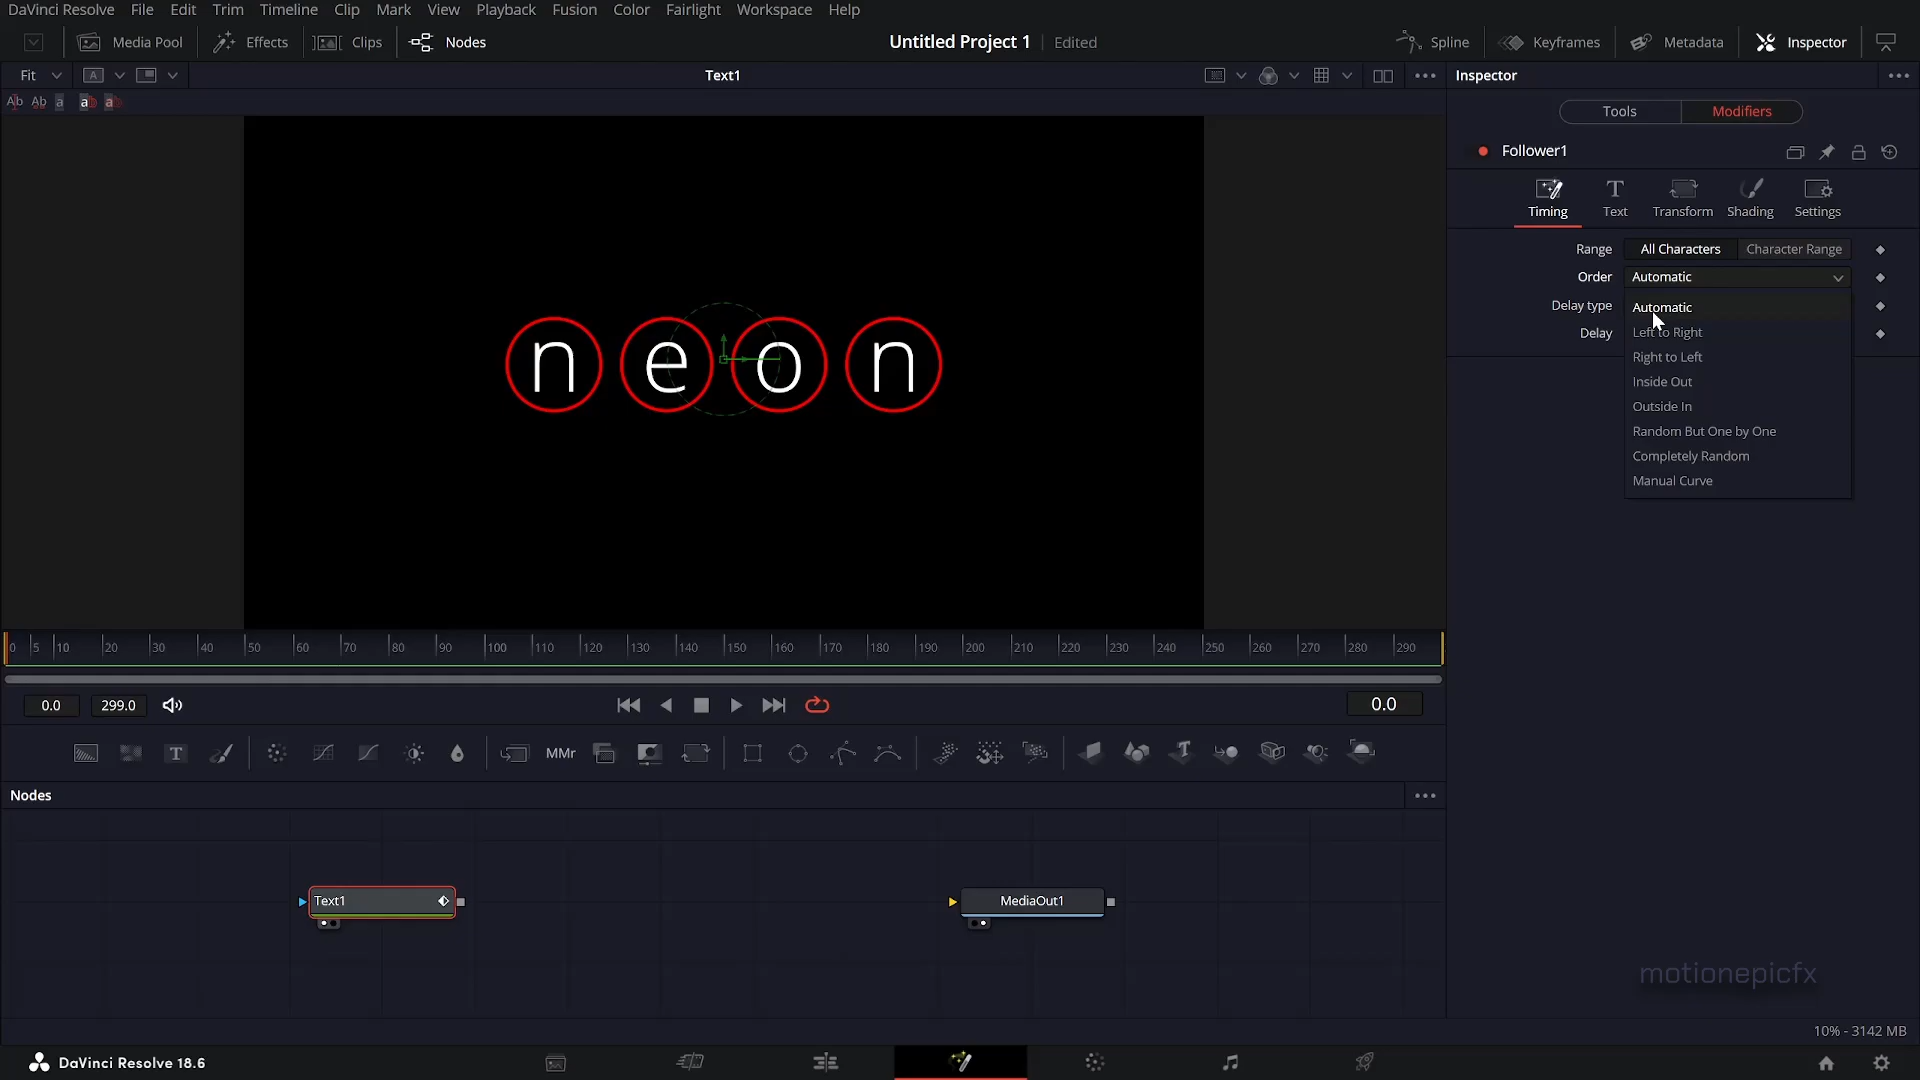 DaVinci Resolve File Edit Trim Timeline Clip Mark View Playback Fusion Color Fairlight Workspace Help
Media Pool Effects Clips Nodes Untitled Project 1 Edited Spline Keyframes Metadata Inspector
Fit A Text1 Inspector
Ab Ab a a a
Tools Modifiers
Follower1
Timing Text Transform Shading Settings
Range All Characters Character Range
Order Automatic
Delay type
Delay
Automatic
Left to Right
Right to Left
Inside Out
Outside In
Random But One by One
Completely Random
Manual Curve
n e o n
0 5 10 20 30 40 50 60 70 80 90 100 110 120 130 140 150 160 170 180 190 200 210 220 230 240 250 260 270 280 290
0.0 299.0 0.0
T MMr
Nodes
Text1 MediaOut1
motionepicfx
10% - 3142 MB
DaVinci Resolve 18.6